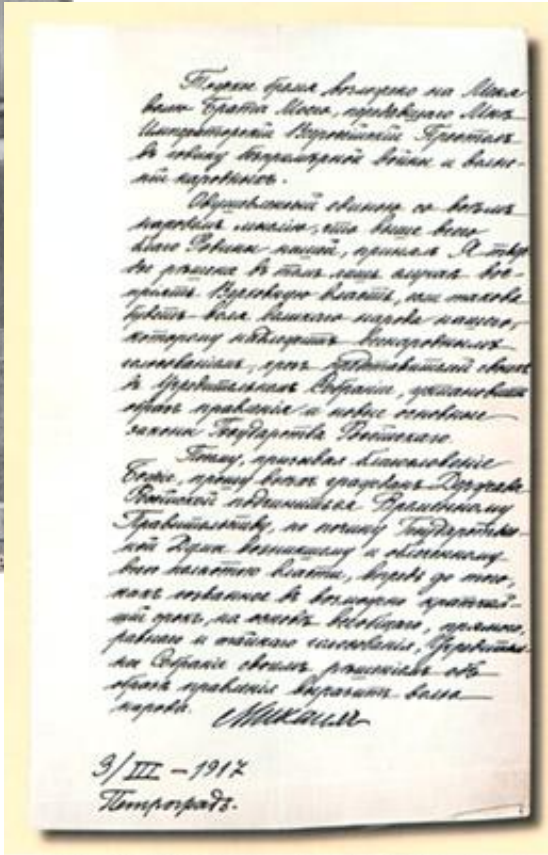 Тяжкое бремя возложено на Меня
волею Брата Моего, передавшаго Мнѣ
Императорскій Всероссійскій Престолъ
въ годину безпримѣрной войны и волне-
ній народныхъ.
Одушевленный единою со всѣмъ
народомъ мыслію, что выше всего
благо Родины нашей, принялъ Я твер-
дое рѣшеніе въ томъ лишь случаѣ вос-
пріять Верховную власть, если такова
будетъ воля великаго народа нашего,
которому надлежитъ всенароднымъ
голосованіемъ, чрезъ представителей своихъ
въ Учредительномъ Собраніи, установить
образъ правленія и новые основные
законы Государства Россійскаго.
Посему, призывая благословеніе
Божіе, прошу всѣхъ гражданъ Державы
Россійской подчиниться Временному
Правительству, по почину Государствен-
ной Думы возникшему и облеченному
всею полнотою власти, впредь до того,
какъ созванное въ возможно кратчай-
шій срокъ, на основѣ всеобщаго, прямого,
равнаго и тайнаго голосованія, Учредитель-
ное Собраніе своимъ рѣшеніемъ объ
образѣ правленія выразитъ волю
народа.
Михаилъ
3/III – 1917
Петроградъ.